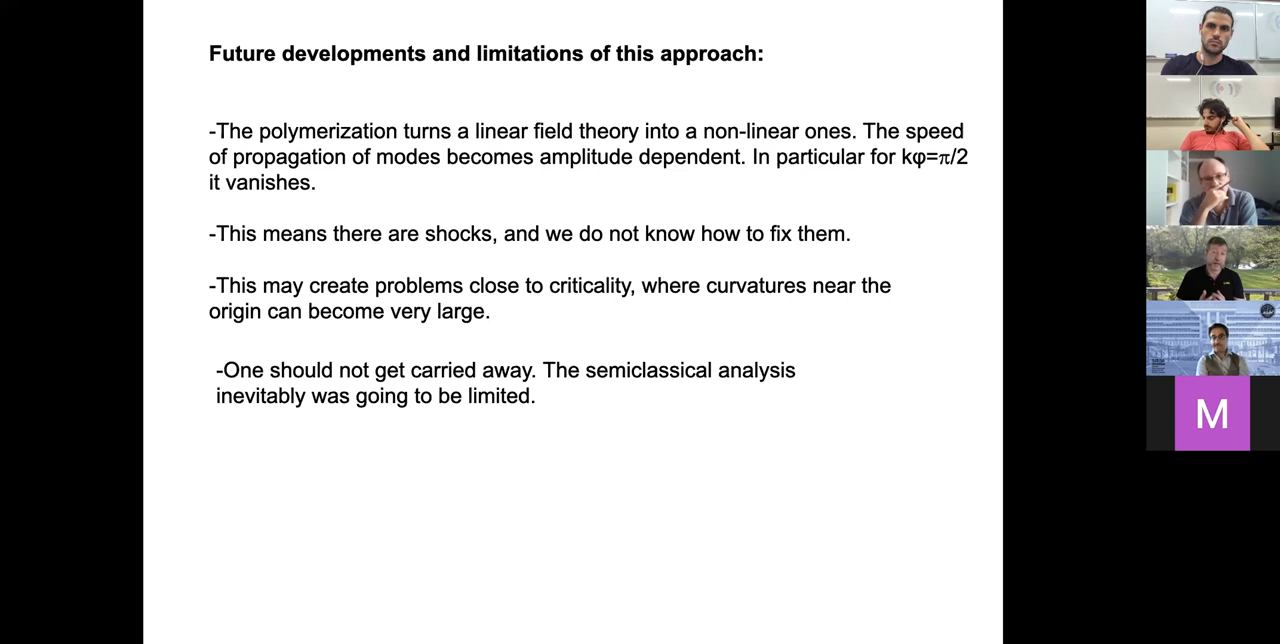 Future developments and limitations of this approach:
-The polymerization turns a linear field theory into a non-linear ones. The speed
of propagation of modes becomes amplitude dependent. In particular for kφ=π/2
it vanishes.
-This means there are shocks, and we do not know how to fix them.
-This may create problems close to criticality, where curvatures near the
origin can become very large.
-One should not get carried away. The semiclassical analysis
inevitably was going to be limited.
M